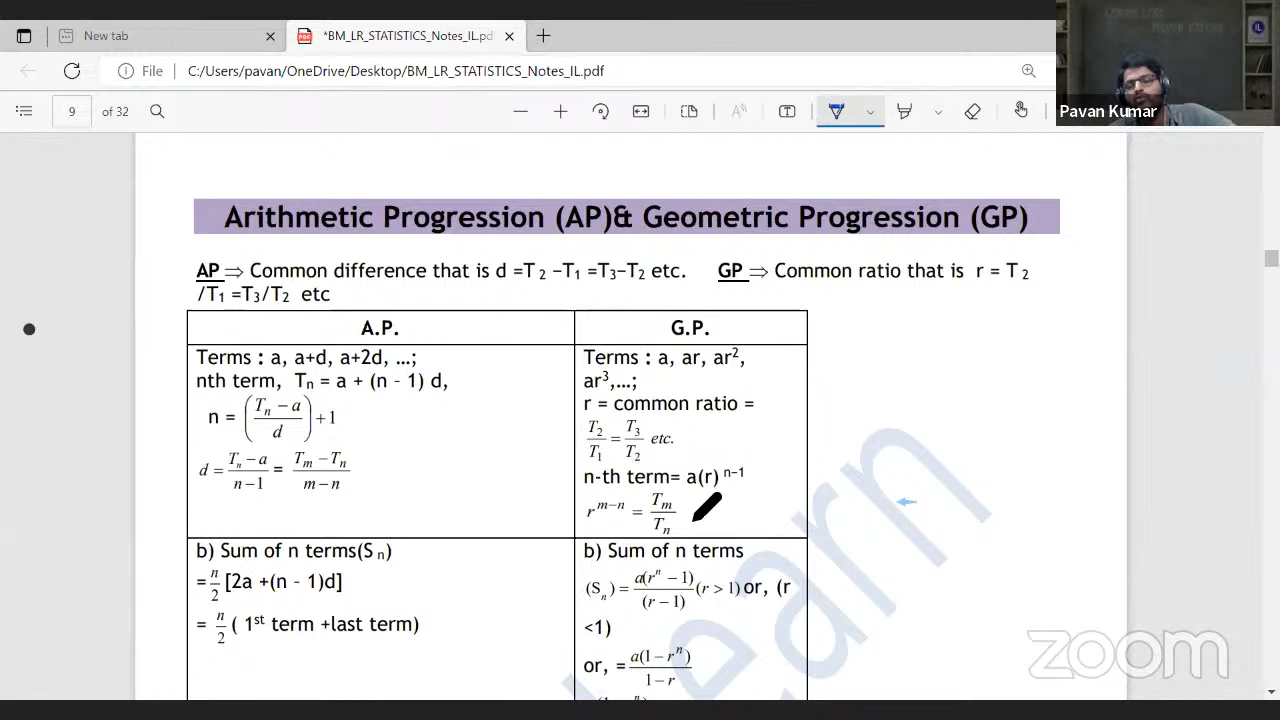 New tab
*BM_LR_STATISTICS_Notes_IL.pd
File
C:/Users/pavan/OneDrive/Desktop/BM_LR_STATISTICS_Notes_IL.pdf
9 of 32
Pavan Kumar
Arithmetic Progression (AP)& Geometric Progression (GP)
AP ⇒ Common difference that is d =T ₂ −T₁ =T₃−T₂ etc. GP ⇒ Common ratio that is r = T ₂
/T₁ =T₃/T₂ etc
A.P.
Terms : a, a+d, a+2d, …;
nth term, Tₙ = a + (n - 1) d,
n = ((Tₙ − a)/d) + 1
d = (Tₙ − a)/(n − 1) = (Tₘ − Tₙ)/(m − n)
G.P.
Terms : a, ar, ar²,
ar³,…;
r = common ratio =
T₂/T₁ = T₃/T₂ etc.
n-th term= a(r) ⁿ⁻¹
r ᵐ⁻ⁿ = Tₘ/Tₙ
b) Sum of n terms(S ₙ)
= n/2 [2a +(n - 1)d]
= n/2 ( 1ˢᵗ term +last term)
b) Sum of n terms
(Sₙ) = a(rⁿ − 1)/(r − 1) (r > 1) or, (r
<1)
or, = a(1 − rⁿ)/(1 − r)
earn
zoom